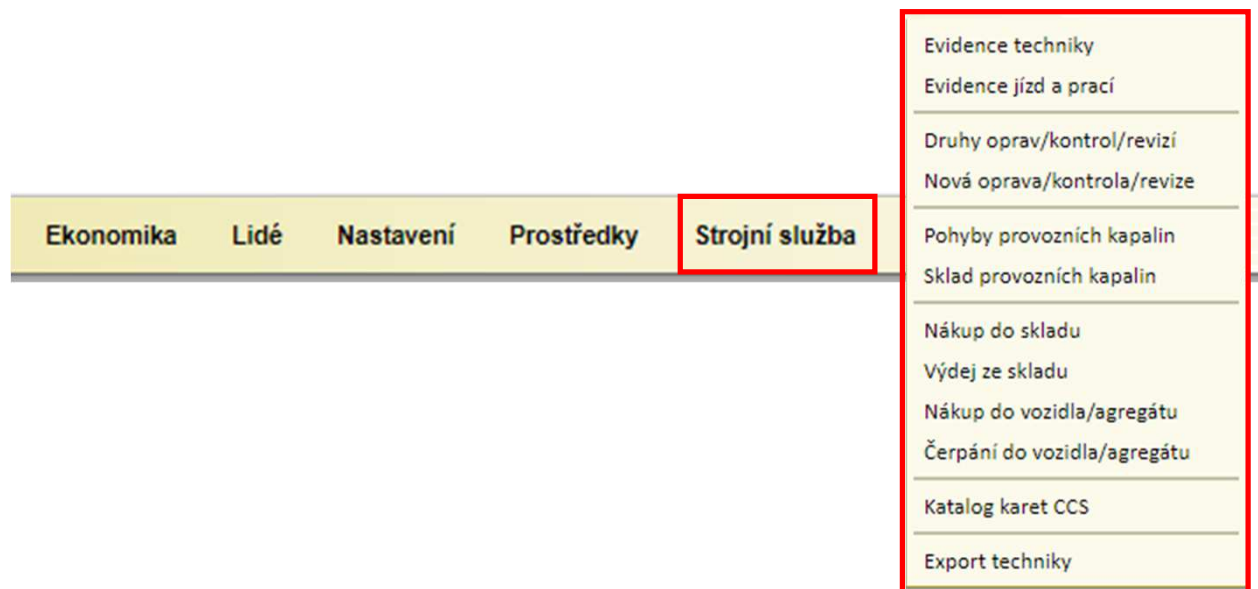 Ekonomika Lidé Nastavení Prostředky Strojní služba
Evidence techniky
Evidence jízd a prací
Druhy oprav/kontrol/revizí
Nová oprava/kontrola/revize
Pohyby provozních kapalin
Sklad provozních kapalin
Nákup do skladu
Výdej ze skladu
Nákup do vozidla/agregátu
Čerpání do vozidla/agregátu
Katalog karet CCS
Export techniky